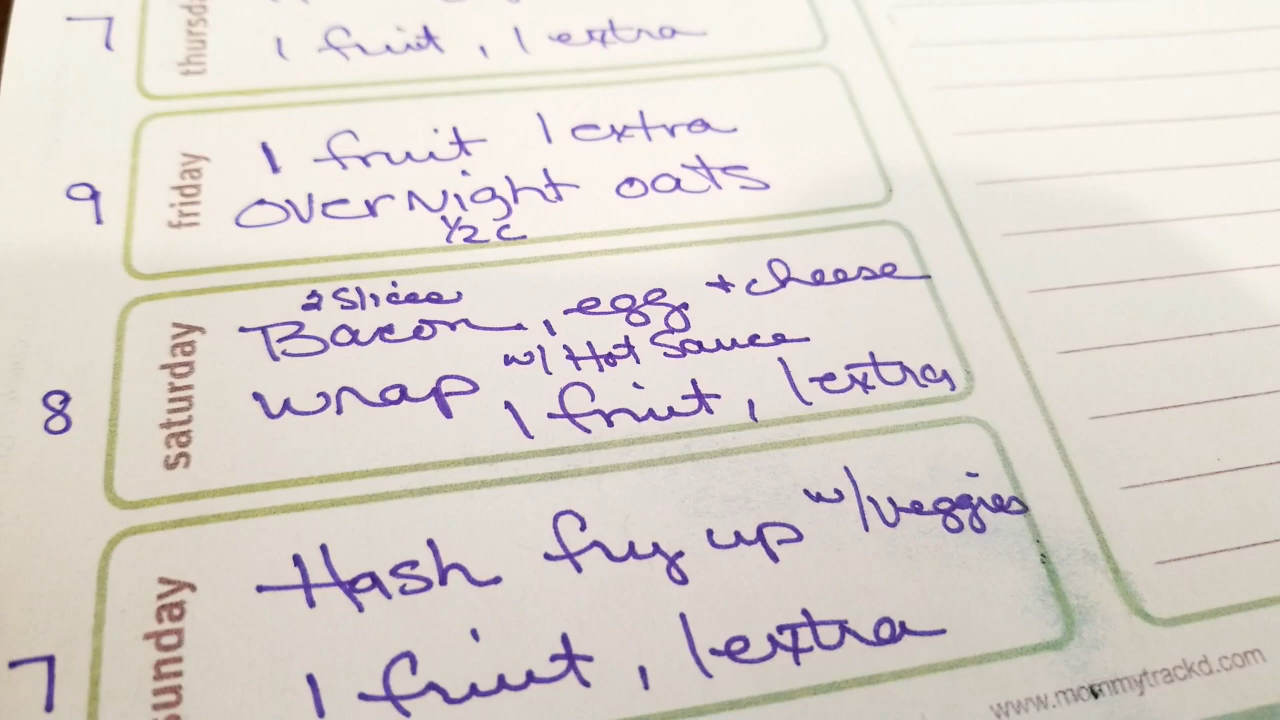 7
thursda
1 fruit, 1 extra
9
friday
1 fruit 1 extra
overnight oats
1/2 c
8
saturday
2 slices
Bacon, egg + cheese
w/ Hot Sauce
wrap 1 fruit, 1 extra
7
sunday
Hash fry up w/veggies
1 fruit, 1 extra
www.mommytrackd.com